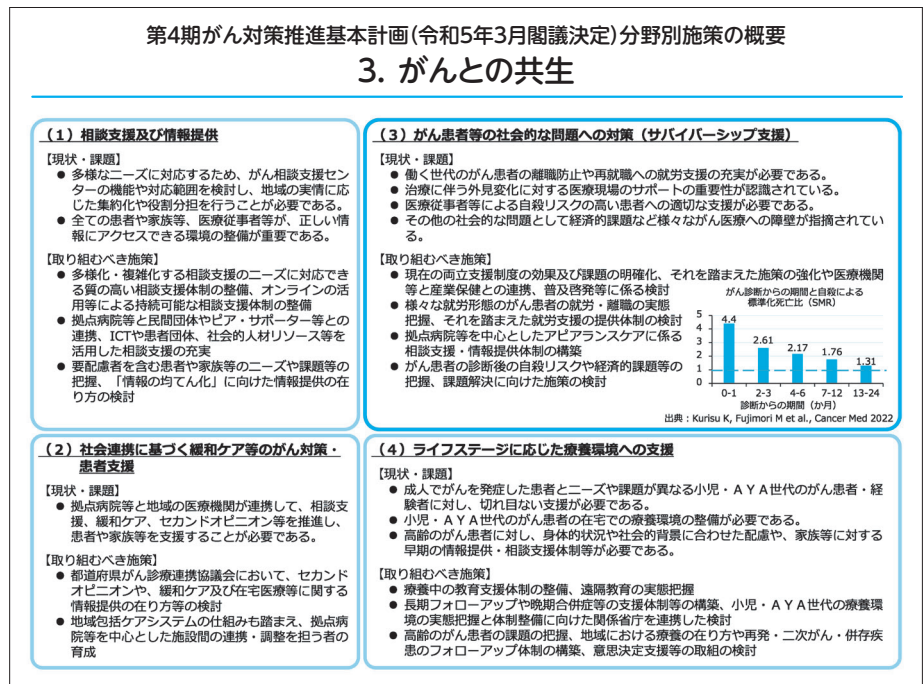 第4期がん対策推進基本計画(令和5年3月閣議決定)分野別施策の概要
3. がんとの共生
（1）相談支援及び情報提供
【現状・課題】
● 多様なニーズに対応するため、がん相談支援セン
ターの機能や対応範囲を検討し、地域の実情に応
じた集約化や役割分担を行うことが必要である。
● 全ての患者や家族等、医療従事者等が、正しい情
報にアクセスできる環境の整備が重要である。
【取り組むべき施策】
● 多様化・複雑化する相談支援のニーズに対応でき
る質の高い相談支援体制の整備、オンラインの活
用等による持続可能な相談支援体制の整備
● 拠点病院等と民間団体やピア・サポーター等との
連携、ICTや患者団体、社会的人材リソース等を
活用した相談支援の充実
● 要配慮者を含む患者や家族等のニーズや課題等の
把握、「情報の均てん化」に向けた情報提供の在
り方の検討
（2）社会連携に基づく緩和ケア等のがん対策・
患者支援
【現状・課題】
● 拠点病院等と地域の医療機関が連携して、相談支
援、緩和ケア、セカンドオピニオン等を推進し、
患者や家族等を支援することが必要である。
【取り組むべき施策】
● 都道府県がん診療連携協議会において、セカンド
オピニオンや、緩和ケア及び在宅医療等に関する
情報提供の在り方等の検討
● 地域包括ケアシステムの仕組みも踏まえ、拠点病
院等を中心とした施設間の連携・調整を担う者の
育成
（3）がん患者等の社会的な問題への対策（サバイバーシップ支援）
【現状・課題】
● 働く世代のがん患者の離職防止や再就職への就労支援の充実が必要である。
● 治療に伴う外見変化に対する医療現場のサポートの重要性が認識されている。
● 医療従事者等による自殺リスクの高い患者への適切な支援が必要である。
● その他の社会的な問題として経済的課題など様々ながん医療への障壁が指摘されてい
る。
【取り組むべき施策】
● 現在の両立支援制度の効果及び課題の明確化、それを踏まえた施策の強化や医療機関
等と産業保健との連携、普及啓発等に係る検討
● 様々な就労形態のがん患者の就労・離職の実態
把握、それを踏まえた就労支援の提供体制の検討
● 拠点病院等を中心としたアピアランスケアに係る
相談支援・情報提供体制の構築
● がん患者の診断後の自殺リスクや経済的課題等の
把握、課題解決に向けた施策の検討
がん診断からの期間と自殺による
標準化死亡比（SMR）
5
4
3
2
1
0
4.4
2.61
2.17
1.76
1.31
0-1 2-3 4-6 7-12 13-24
診断からの期間（か月）
出典：Kurisu K, Fujimori M et al., Cancer Med 2022
（4）ライフステージに応じた療養環境への支援
【現状・課題】
● 成人でがんを発症した患者とニーズや課題が異なる小児・ＡＹＡ世代のがん患者・経
験者に対し、切れ目ない支援が必要である。
● 小児・ＡＹＡ世代のがん患者の在宅での療養環境の整備が必要である。
● 高齢のがん患者に対し、身体的状況や社会的背景に合わせた配慮や、家族等に対する
早期の情報提供・相談支援体制等が必要である。
【取り組むべき施策】
● 療養中の教育支援体制の整備、遠隔教育の実態把握
● 長期フォローアップや晩期合併症等の支援体制等の構築、小児・ＡＹＡ世代の療養環
境の実態把握と体制整備に向けた関係省庁を連携した検討
● 高齢のがん患者の課題の把握、地域における療養の在り方や再発・二次がん・併存疾
患のフォローアップ体制の構築、意思決定支援等の取組の検討